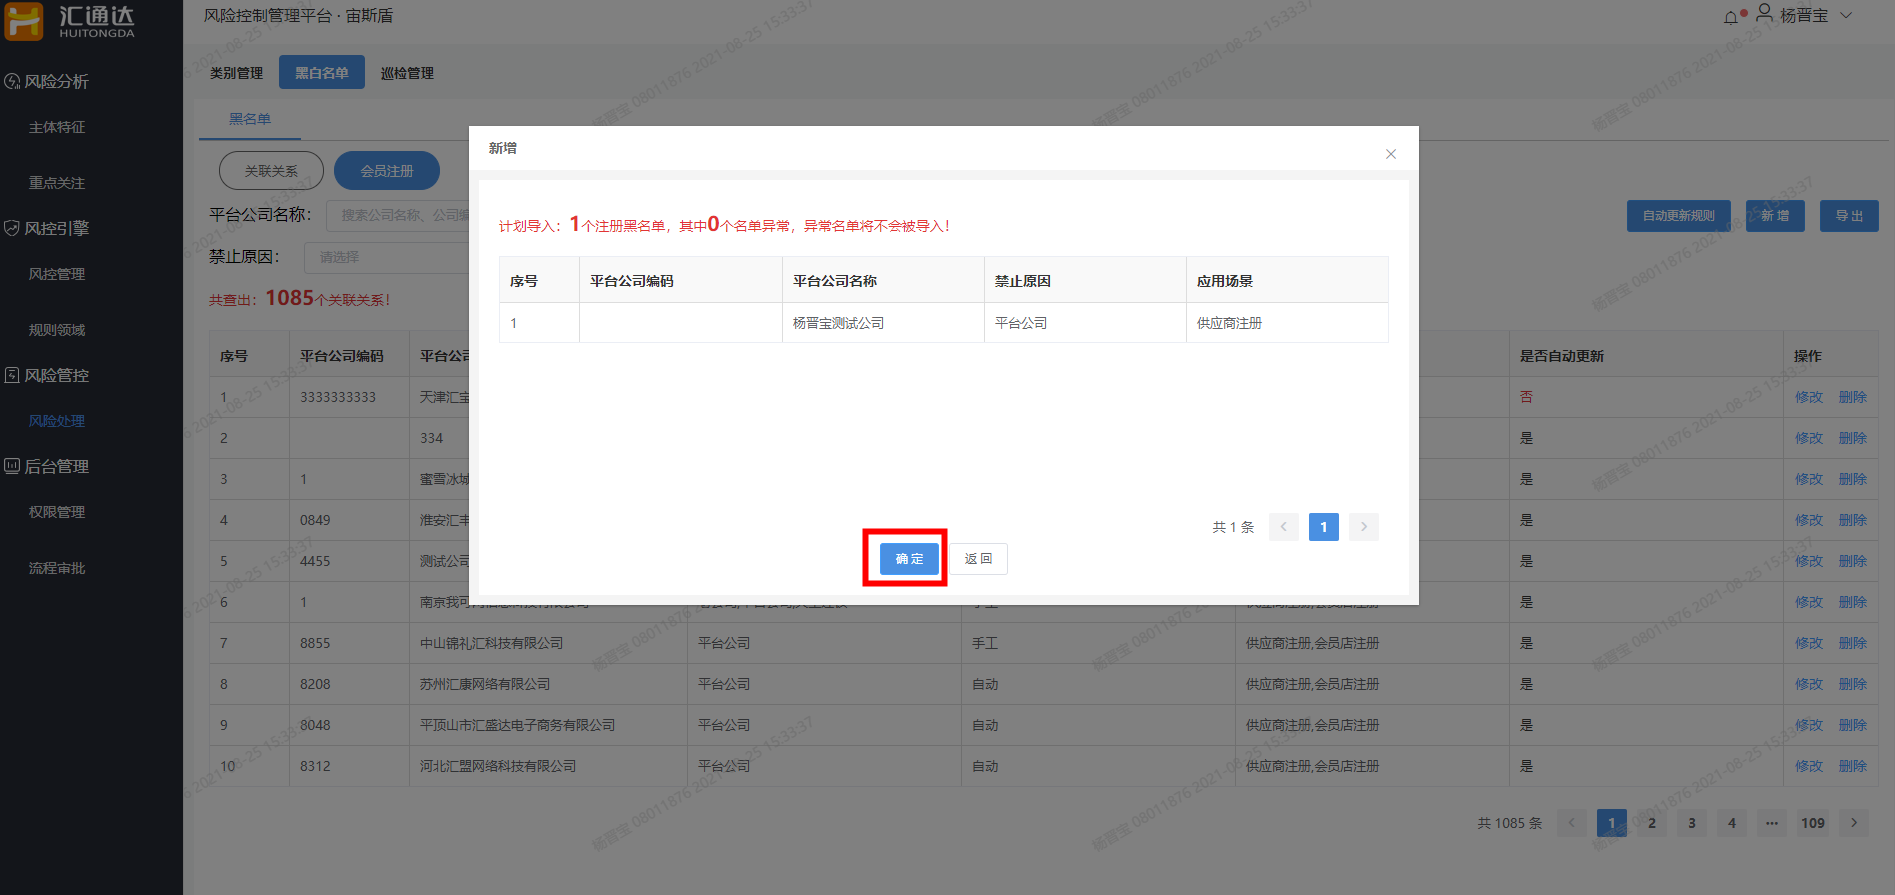 汇通达
HUITONGDA
风险控制管理平台 · 宙斯盾
杨晋宝
风险分析
主体特征
重点关注
风控引擎
风控管理
规则领域
风险管控
风险处理
后台管理
权限管理
流程审批
类别管理 黑白名单 巡检管理
黑名单
关联关系 会员注册
平台公司名称： 搜索公司名称、公司编
禁止原因： 请选择
自动更新规则 新 增 导 出
共查出：1085个关联关系！
序号 平台公司编码 平台公司 是否自动更新 操作
1 3333333333 天津汇宝 否 修改 删除
2 334 是 修改 删除
3 1 蜜雪冰城 是 修改 删除
4 0849 淮安汇丰 是 修改 删除
5 4455 测试公司 是 修改 删除
6 1 是 修改 删除
7 8855 中山锦礼汇科技有限公司 平台公司 手工 供应商注册,会员店注册 是 修改 删除
8 8208 苏州汇康网络有限公司 平台公司 自动 供应商注册,会员店注册 是 修改 删除
9 8048 平顶山市汇盛达电子商务有限公司 平台公司 自动 供应商注册,会员店注册 是 修改 删除
10 8312 河北汇盟网络科技有限公司 平台公司 自动 供应商注册,会员店注册 是 修改 删除
共 1085 条 < 1 2 3 4 ··· 109 >
新增
计划导入：1个注册黑名单，其中0个名单异常，异常名单将不会被导入！
序号 平台公司编码 平台公司名称 禁止原因 应用场景
1 杨晋宝测试公司 平台公司 供应商注册
共 1 条 < 1 >
确 定 返 回
杨晋宝 08011876 2021-08-25 15:33:37